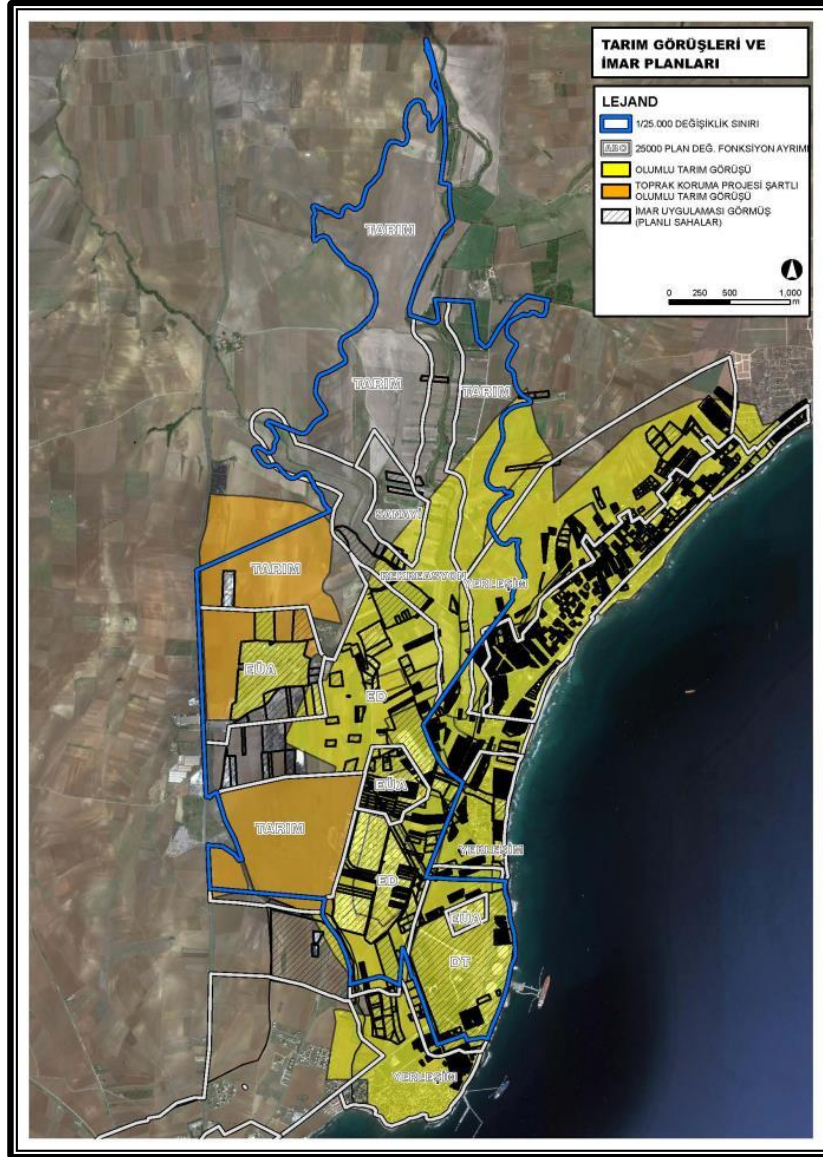 TARIM GÖRÜŞLERİ VE
İMAR PLANLARI
LEJAND
1/25.000 DEĞİŞİKLİK SINIRI
ABC 25000 PLAN DEĞ. FONKSİYON AYRIMI
OLUMLU TARIM GÖRÜŞÜ
TOPRAK KORUMA PROJESİ ŞARTLI
OLUMLU TARIM GÖRÜŞÜ
İMAR UYGULAMASI GÖRMÜŞ
(PLANLI SAHALAR)
0 250 500 1,000
m
TARIM
TARIM
TARIM
SANAYİ
TARIM
REKREASYON
YERLEŞİM
EÜA
ED
EÜA
TARIM
YERLEŞİM
ED
EÜA
DT
YERLEŞİM